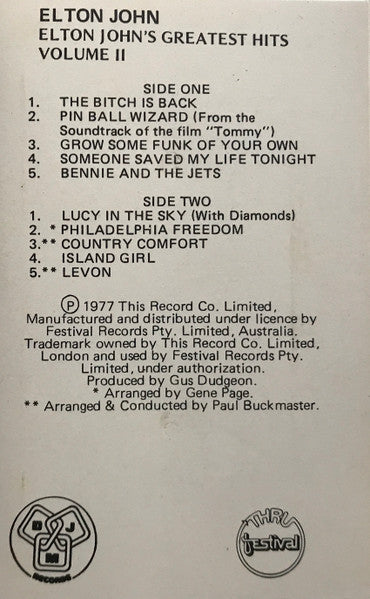 ELTON JOHN
ELTON JOHN'S GREATEST HITS
VOLUME II
SIDE ONE
1. THE BITCH IS BACK
2. PIN BALL WIZARD (From the
Soundtrack of the film "Tommy")
3. GROW SOME FUNK OF YOUR OWN
4. SOMEONE SAVED MY LIFE TONIGHT
5. BENNIE AND THE JETS
SIDE TWO
1. LUCY IN THE SKY (With Diamonds)
2. * PHILADELPHIA FREEDOM
3.** COUNTRY COMFORT
4. ISLAND GIRL
5.** LEVON
Ⓟ 1977 This Record Co. Limited,
Manufactured and distributed under licence by
Festival Records Pty. Limited, Australia.
Trademark owned by This Record Co. Limited,
London and used by Festival Records Pty.
Limited, under authorization.
Produced by Gus Dudgeon.
* Arranged by Gene Page.
** Arranged & Conducted by Paul Buckmaster.
D J
M
RECORDS
THRU
festival